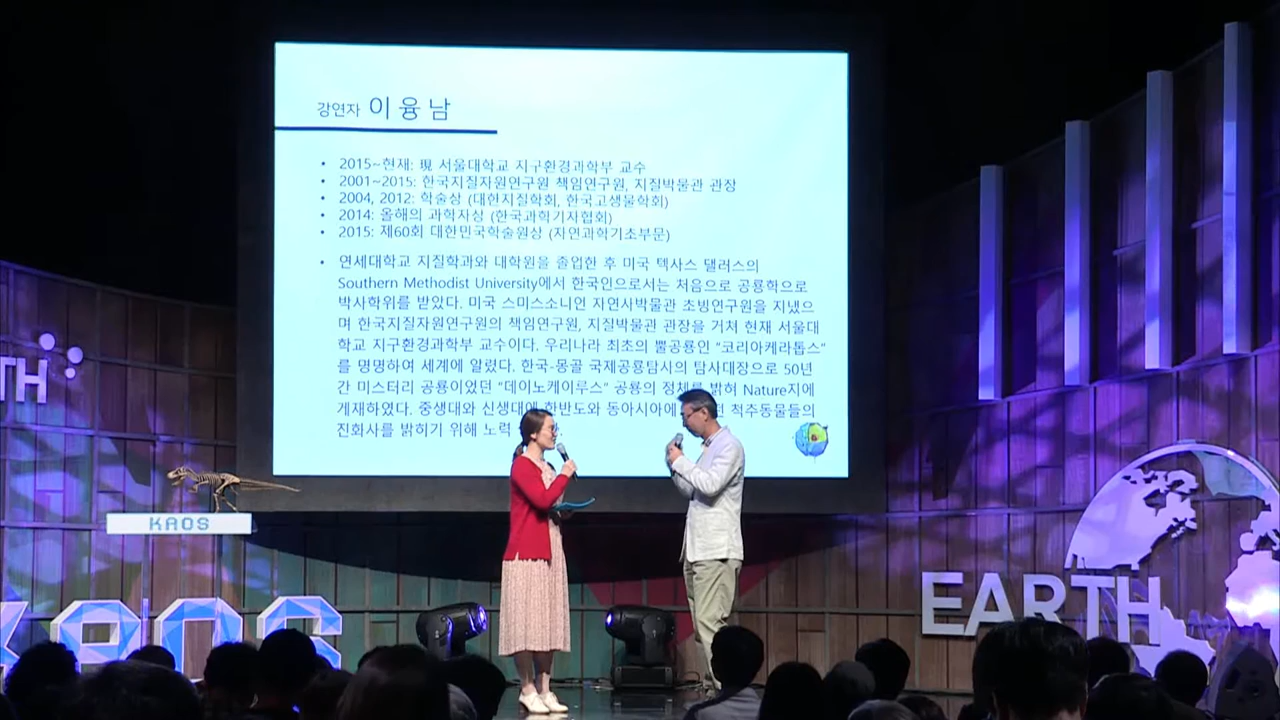 강연자 이 융 남
• 2015~현재: 現 서울대학교 지구환경과학부 교수
• 2001~2015: 한국지질자원연구원 책임연구원, 지질박물관 관장
• 2004, 2012: 학술상 (대한지질학회, 한국고생물학회)
• 2014: 올해의 과학자상 (한국과학기자협회)
• 2015: 제60회 대한민국학술원상 (자연과학기초부문)
• 연세대학교 지질학과와 대학원을 졸업한 후 미국 텍사스 댈러스의
Southern Methodist University에서 한국인으로서는 처음으로 공룡학으로
박사학위를 받았다. 미국 스미스소니언 자연사박물관 초빙연구원을 지냈으
며 한국지질자원연구원의 책임연구원, 지질박물관 관장을 거쳐 현재 서울대
학교 지구환경과학부 교수이다. 우리나라 최초의 뿔공룡인 "코리아케라톱스"
를 명명하여 세계에 알렸다. 한국-몽골 국제공룡탐사의 탐사대장으로 50년
간 미스터리 공룡이었던 "데이노케이루스" 공룡의 정체를 밝혀 Nature지에
게재하였다. 중생대와 신생대에 한반도와 동아시아에 척추동물들의
진화사를 밝히기 위해 노력
TH
KAOS
KAOS
EARTH